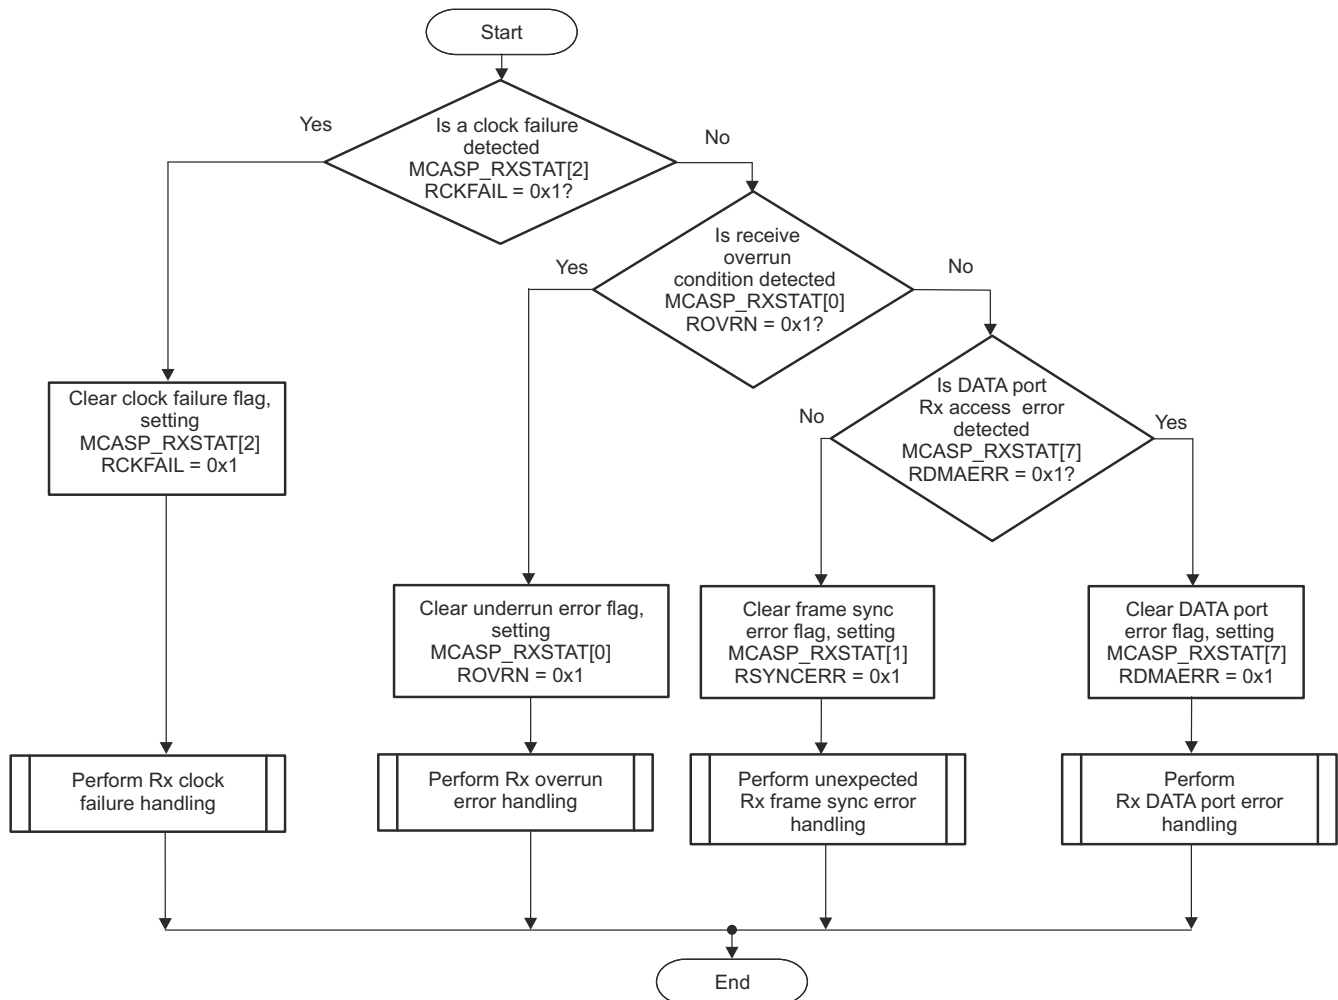 Start
Yes
Is a clock failure
detected
MCASP_RXSTAT[2]
RCKFAIL = 0x1?
No
Is receive
overrun
condition detected
MCASP_RXSTAT[0]
ROVRN = 0x1?
Yes
No
Is DATA port
Rx access error
detected
MCASP_RXSTAT[7]
RDMAERR = 0x1?
No
Yes
Clear clock failure flag,
setting
MCASP_RXSTAT[2]
RCKFAIL = 0x1
Clear underrun error flag,
setting
MCASP_RXSTAT[0]
ROVRN = 0x1
Clear frame sync
error flag, setting
MCASP_RXSTAT[1]
RSYNCERR = 0x1
Clear DATA port
error flag, setting
MCASP_RXSTAT[7]
RDMAERR = 0x1
Perform Rx clock
failure handling
Perform Rx overrun
error handling
Perform unexpected
Rx frame sync error
handling
Perform
Rx DATA port error
handling
End